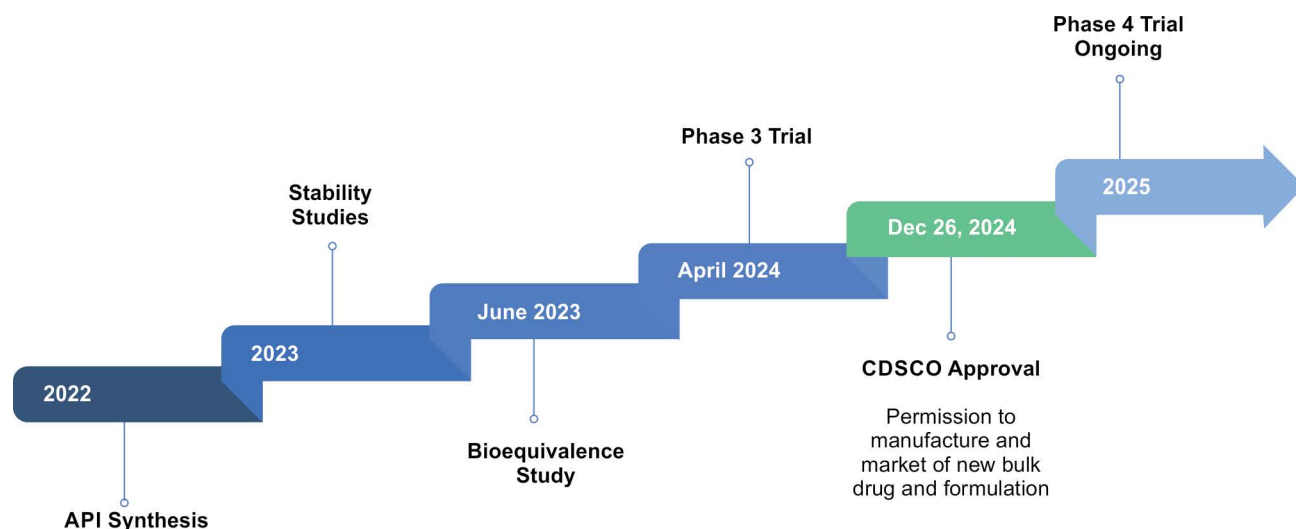 2022
API Synthesis
2023
Stability
Studies
June 2023
Bioequivalence
Study
April 2024
Phase 3 Trial
Dec 26, 2024
CDSCO Approval
Permission to
manufacture and
market of new bulk
drug and formulation
2025
Phase 4 Trial
Ongoing